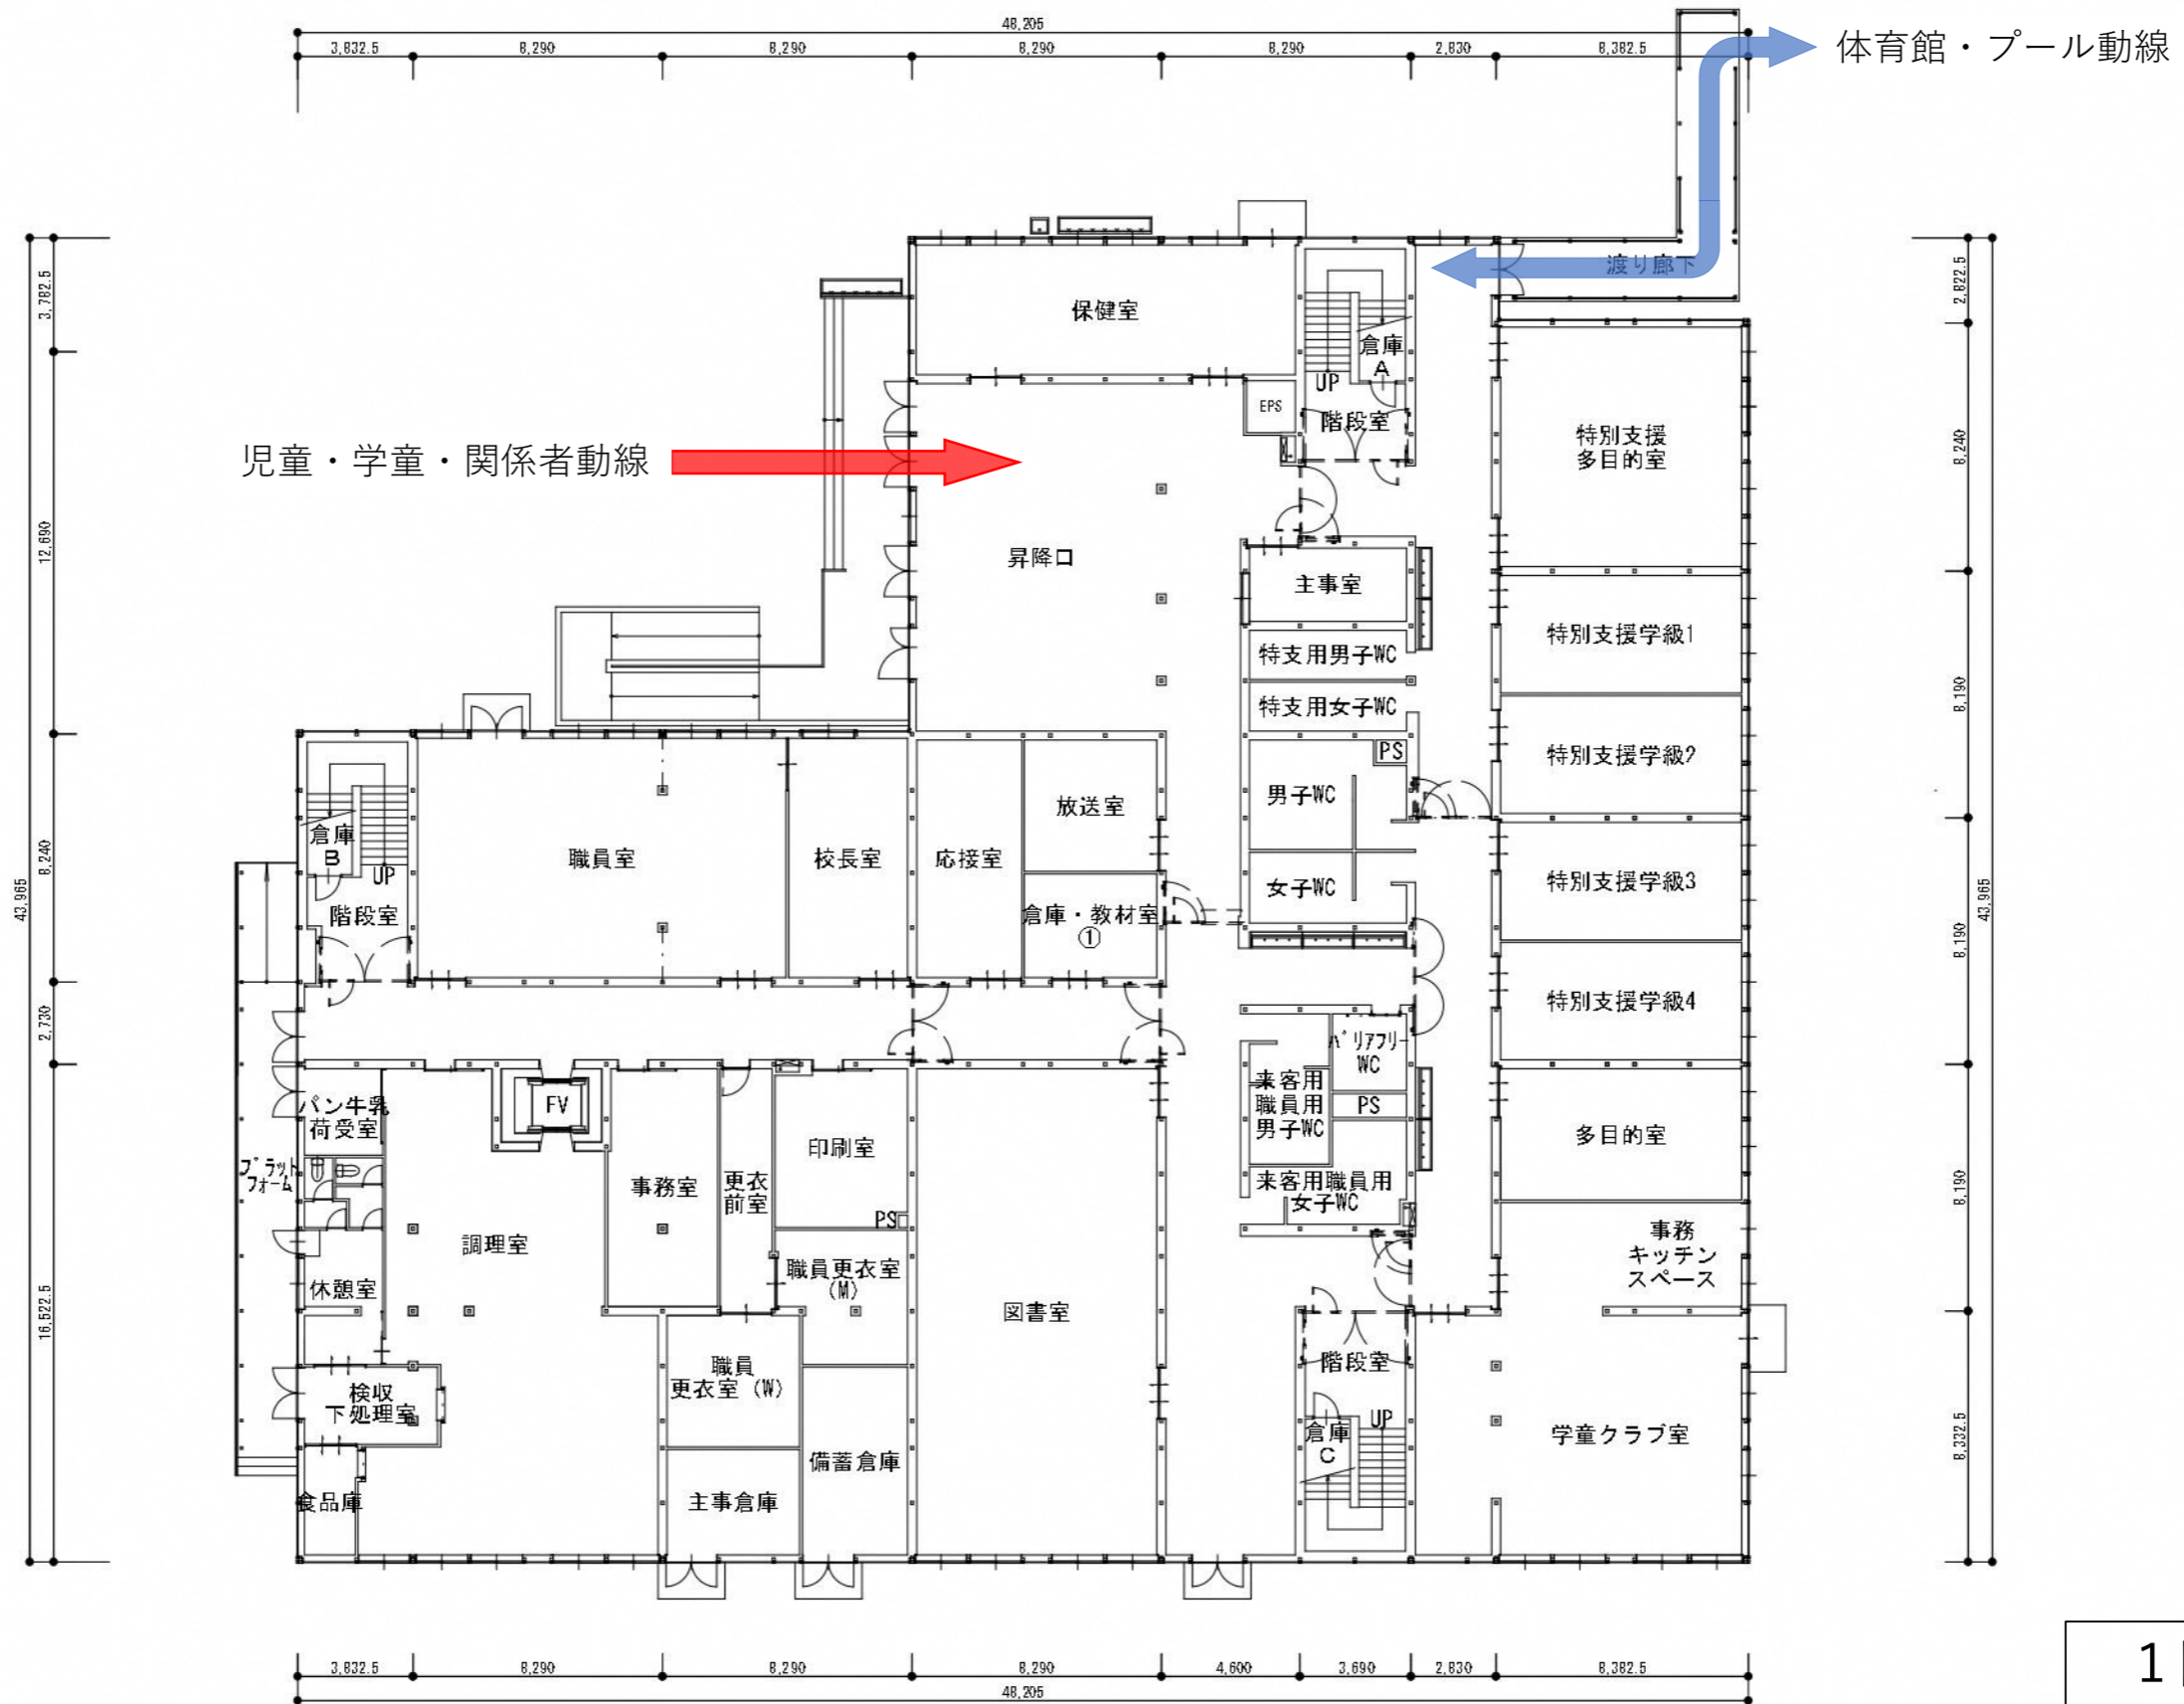 48,205
3,832.5
8,290
8,290
8,290
8,290
2,830
8,382.5
体育館・プール動線
渡り廊下
保健室
倉庫
A
UP
階段室
EPS
児童・学童・関係者動線
昇降口
主事室
特支用男子WC
特支用女子WC
特別支援
多目的室
特別支援学級1
特別支援学級2
特別支援学級3
特別支援学級4
3,782.5
12,690
8,240
2,730
16,522.5
43,965
2,822.5
8,240
8,190
8,190
8,190
8,332.5
43,965
PS
男子WC
女子WC
放送室
倉庫・教材室
①
応接室
校長室
職員室
倉庫
B
UP
階段室
パン牛乳
荷受室
プラット
フォーム
休憩室
検収
下処理室
食品庫
調理室
事務室
更衣
前室
印刷室
PS
職員更衣室
(M)
職員
更衣室 (W)
備蓄倉庫
主事倉庫
図書室
バリアフリー
WC
来客用
職員用
男子WC
PS
来客用職員用
女子WC
階段室
倉庫
C
UP
多目的室
事務
キッチン
スペース
学童クラブ室
3,832.5
8,290
8,290
8,290
4,600
3,690
2,830
8,382.5
48,205
1